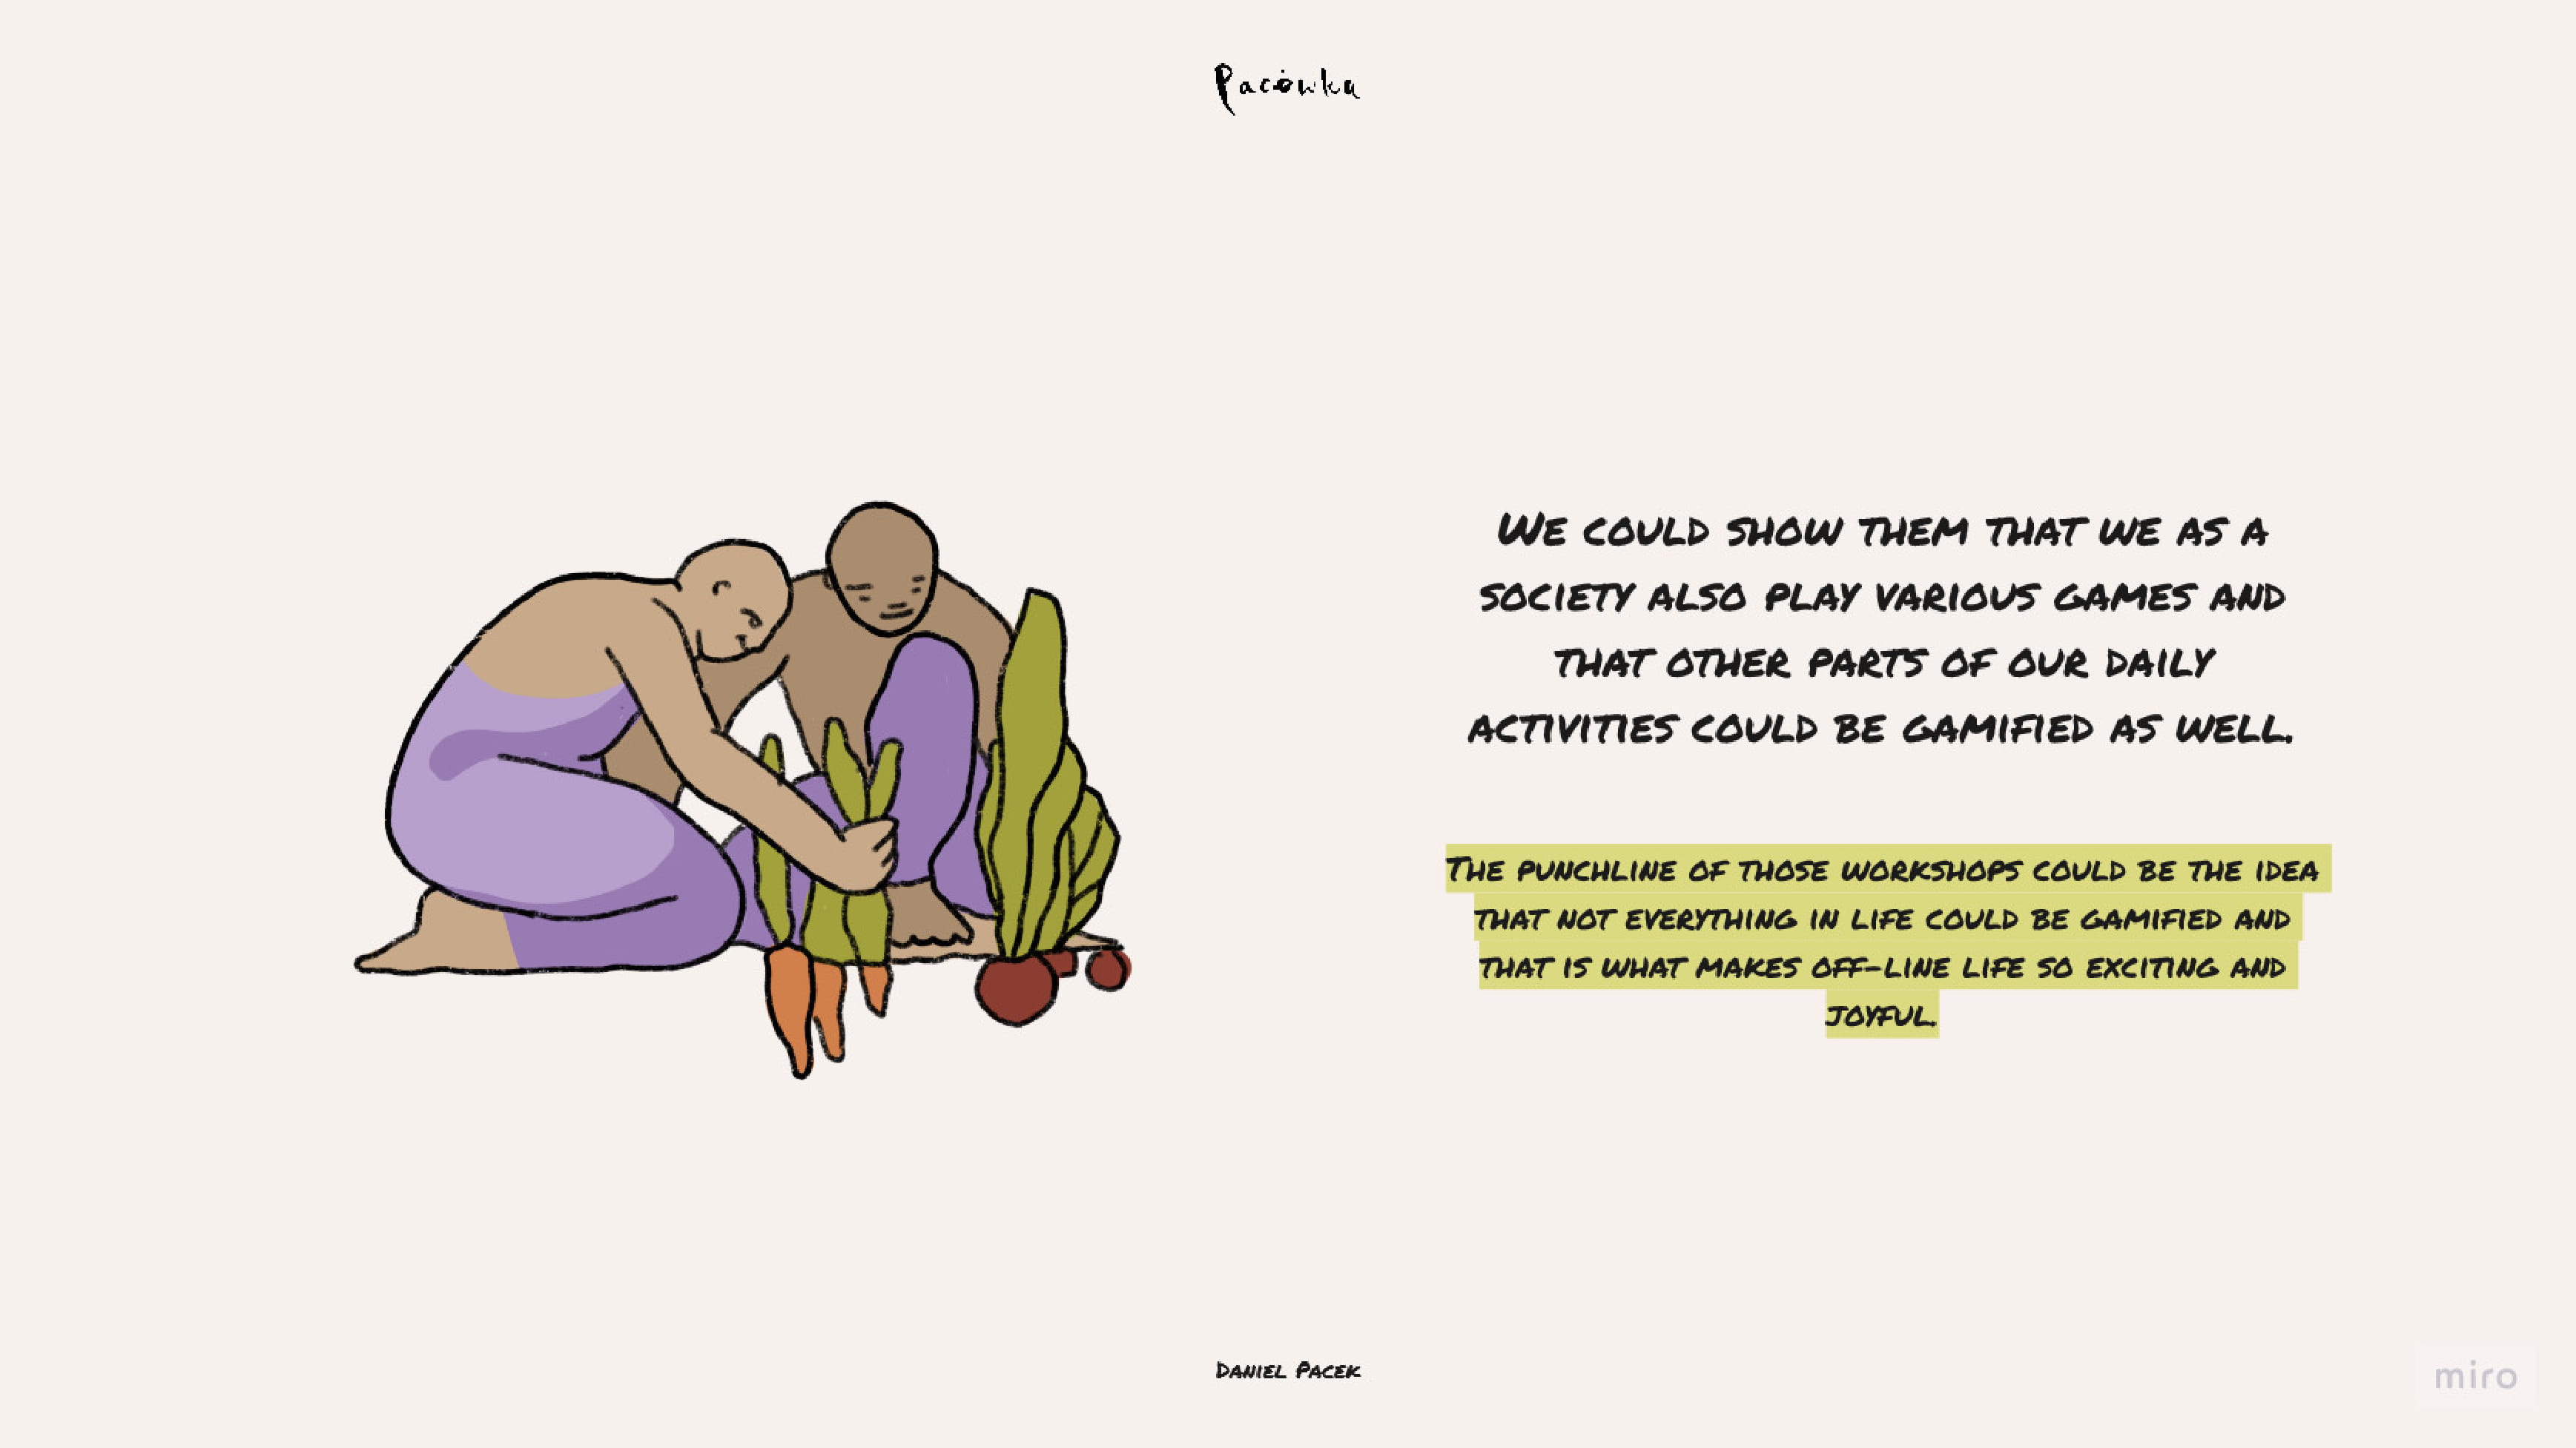 Pacówka
We could show them that we as a
society also play various games and
that other parts of our daily
activities could be gamified as well.
The punchline of those workshops could be the idea
that not everything in life could be gamified and
that is what makes off-line life so exciting and
joyful.
Daniel Pacek
miro